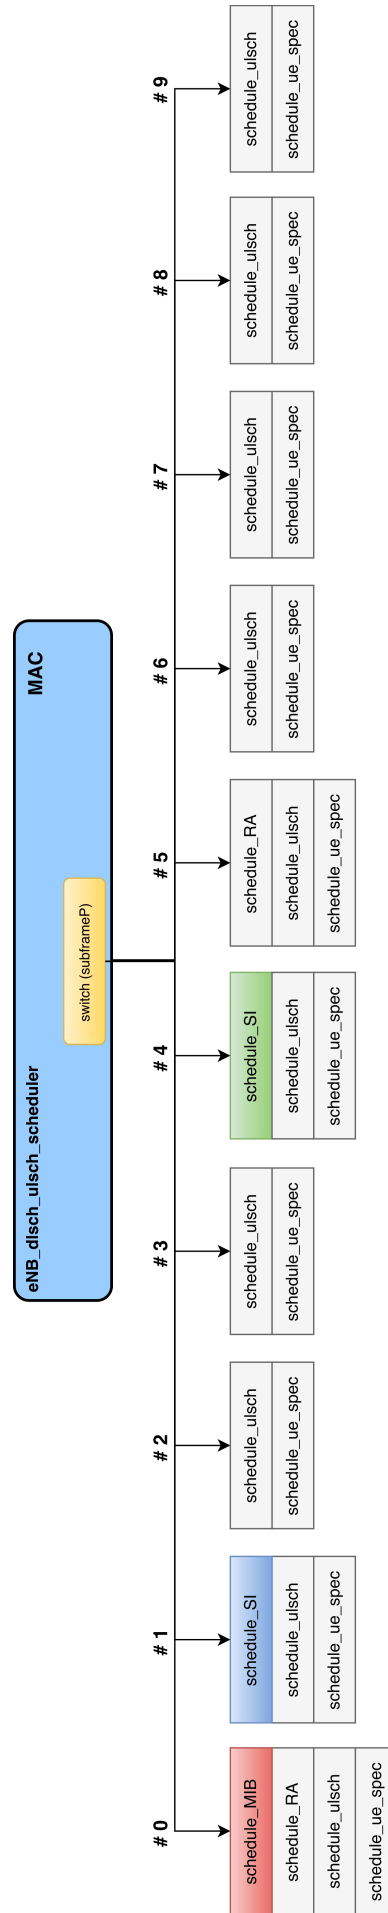 MAC
eNB_dlsch_ulsch_scheduler
switch (subframeP)
# 0
schedule_MIB
schedule_RA
schedule_ulsch
schedule_ue_spec
# 1
schedule_SI
schedule_ulsch
schedule_ue_spec
# 2
schedule_ulsch
schedule_ue_spec
# 3
schedule_ulsch
schedule_ue_spec
# 4
schedule_SI
schedule_ulsch
schedule_ue_spec
# 5
schedule_RA
schedule_ulsch
schedule_ue_spec
# 6
schedule_ulsch
schedule_ue_spec
# 7
schedule_ulsch
schedule_ue_spec
# 8
schedule_ulsch
schedule_ue_spec
# 9
schedule_ulsch
schedule_ue_spec